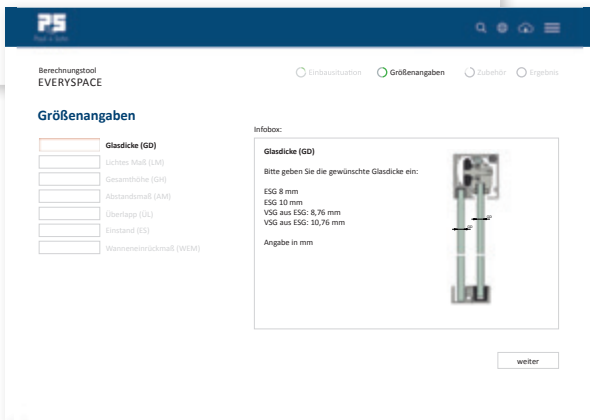 PS
Berechnungstool
EVERYSPACE
Einbausituation
Größenangaben
Zubehör
Ergebnis
Größenangaben
Glasdicke (GD)
Lichtes Maß (LM)
Gesamthöhe (GH)
Abstandsmaß (AM)
Überlapp (ÜL)
Einstand (ES)
Wanneneinrückmaß (WEM)
Infobox:
Glasdicke (GD)
Bitte geben Sie die gewünschte Glasdicke ein:
ESG 8 mm
ESG 10 mm
VSG aus ESG: 8,76 mm
VSG aus ESG: 10,76 mm
Angabe in mm
GD
GD
weiter